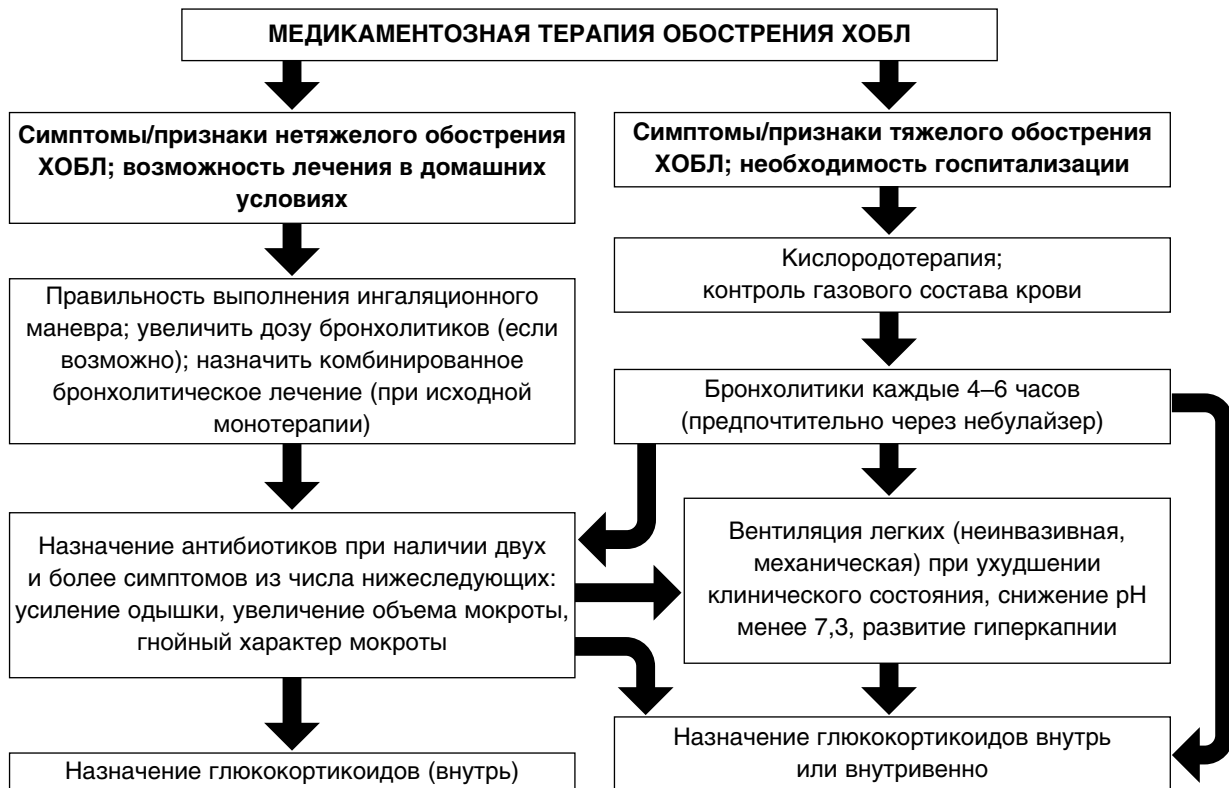 МЕДИКАМЕНТОЗНАЯ ТЕРАПИЯ ОБОСТРЕНИЯ ХОБЛ
Симптомы/признаки нетяжелого обострения
ХОБЛ; возможность лечения в домашних
условиях
Правильность выполнения ингаляционного
маневра; увеличить дозу бронхолитиков (если
возможно); назначить комбинированное
бронхолитическое лечение (при исходной
монотерапии)
Назначение антибиотиков при наличии двух
и более симптомов из числа нижеследующих:
усиление одышки, увеличение объема мокроты,
гнойный характер мокроты
Назначение глюкокортикоидов (внутрь)
Симптомы/признаки тяжелого обострения
ХОБЛ; необходимость госпитализации
Кислородотерапия;
контроль газового состава крови
Бронхолитики каждые 4–6 часов
(предпочтительно через небулайзер)
Вентиляция легких (неинвазивная,
механическая) при ухудшении
клинического состояния, снижение pH
менее 7,3, развитие гиперкапнии
Назначение глюкокортикоидов внутрь
или внутривенно